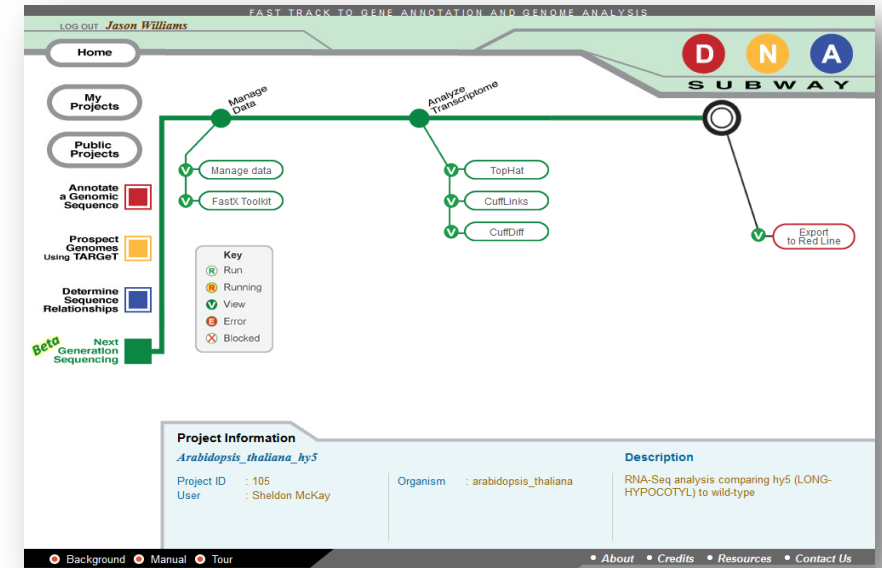 FAST TRACK TO GENE ANNOTATION AND GENOME ANALYSIS
LOG OUT Jason Williams
Home
D N A
SUBWAY
My
Projects
Public
Projects
Annotate
a Genomic
Sequence
Prospect
Genomes
Using TARGeT
Determine
Sequence
Relationships
Beta
Next
Generation
Sequencing
Manage
Data
V Manage data
V FastX Toolkit
Analyze
Transcriptome
V TopHat
V CuffLinks
V CuffDiff
V Export
to Red Line
Key
R Run
R Running
V View
E Error
X Blocked
Project Information
Arabidopsis_thaliana_hy5
Project ID : 105
User : Sheldon McKay
Organism : arabidopsis_thaliana
Description
RNA-Seq analysis comparing hy5 (LONG-
HYPOCOTYL) to wild-type
Background Manual Tour
• About • Credits • Resources • Contact Us